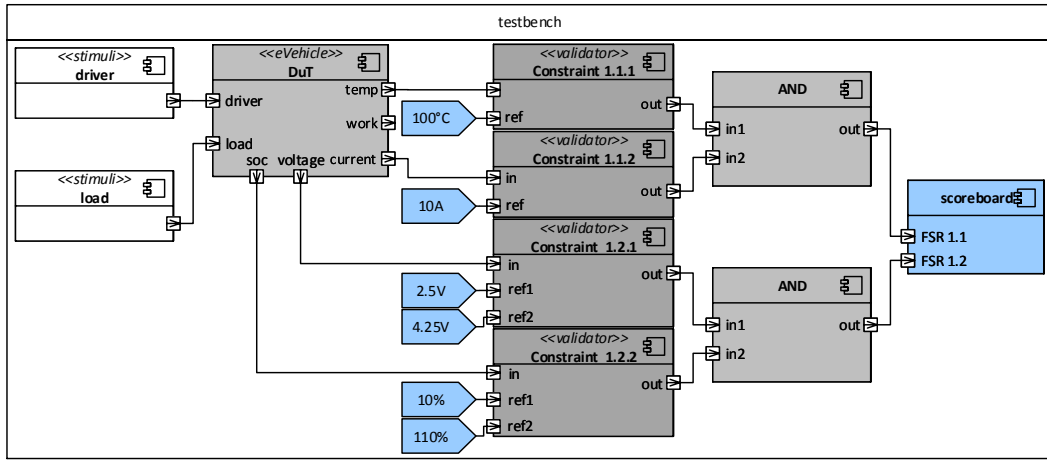 testbench
<<stimuli>>
driver
<<eVehicle>>
DuT
driver
load
temp
work
current
soc voltage
<<stimuli>>
load
<<validator>>
Constraint 1.1.1
out
ref
100°C
<<validator>>
Constraint 1.1.2
in
out
ref
10A
<<validator>>
Constraint 1.2.1
in
out
ref1
ref2
2.5V
4.25V
<<validator>>
Constraint 1.2.2
in
out
ref1
ref2
10%
110%
AND
in1
in2
out
AND
in1
in2
out
scoreboard
FSR 1.1
FSR 1.2